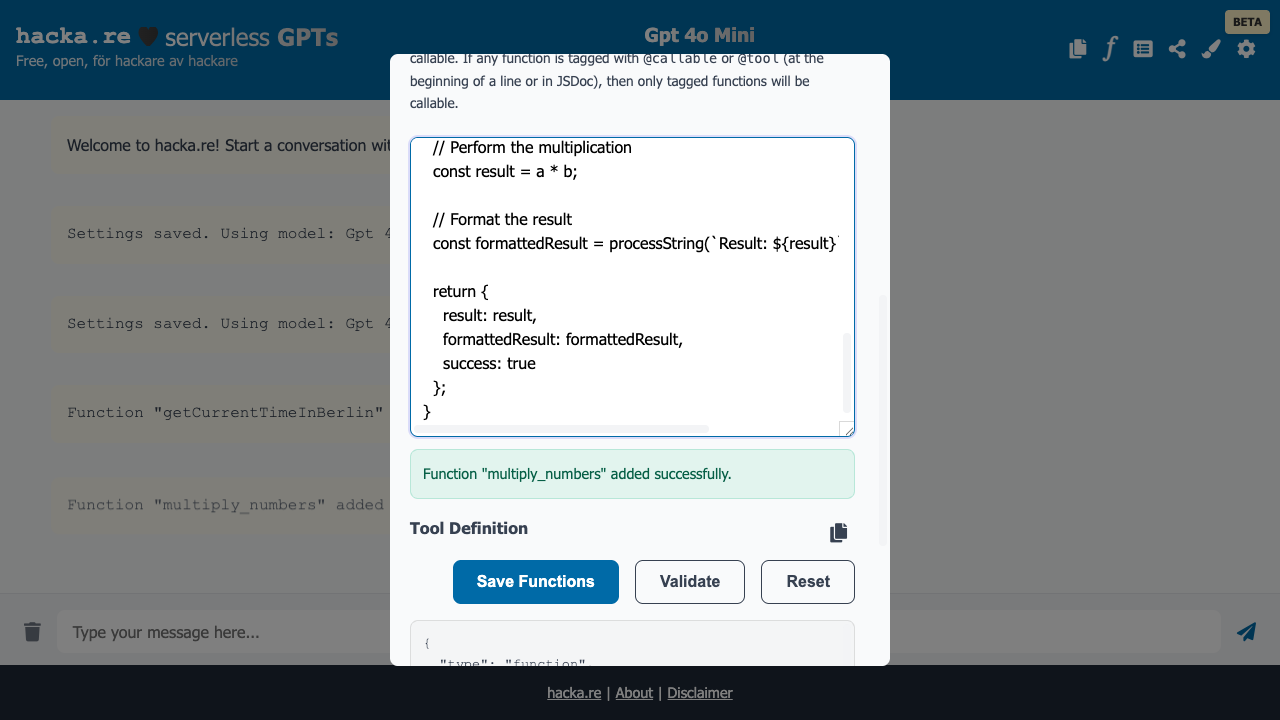 hacka.re 🖤 serverless GPTs
Free, open, för hackare av hackare
Gpt 4o Mini
BETA
Welcome to hacka.re! Start a conversation wit
Settings saved. Using model: Gpt 4
Settings saved. Using model: Gpt 4
Function "getCurrentTimeInBerlin"
Function "multiply_numbers" added
callable. If any function is tagged with @callable or @tool (at the
beginning of a line or in JSDoc), then only tagged functions will be
callable.
// Perform the multiplication
const result = a * b;
// Format the result
const formattedResult = processString(`Result: ${result}`
return {
result: result,
formattedResult: formattedResult,
success: true
};
}
Function "multiply_numbers" added successfully.
Tool Definition
Save Functions
Validate
Reset
{
"type": "function",
Type your message here...
hacka.re | About | Disclaimer